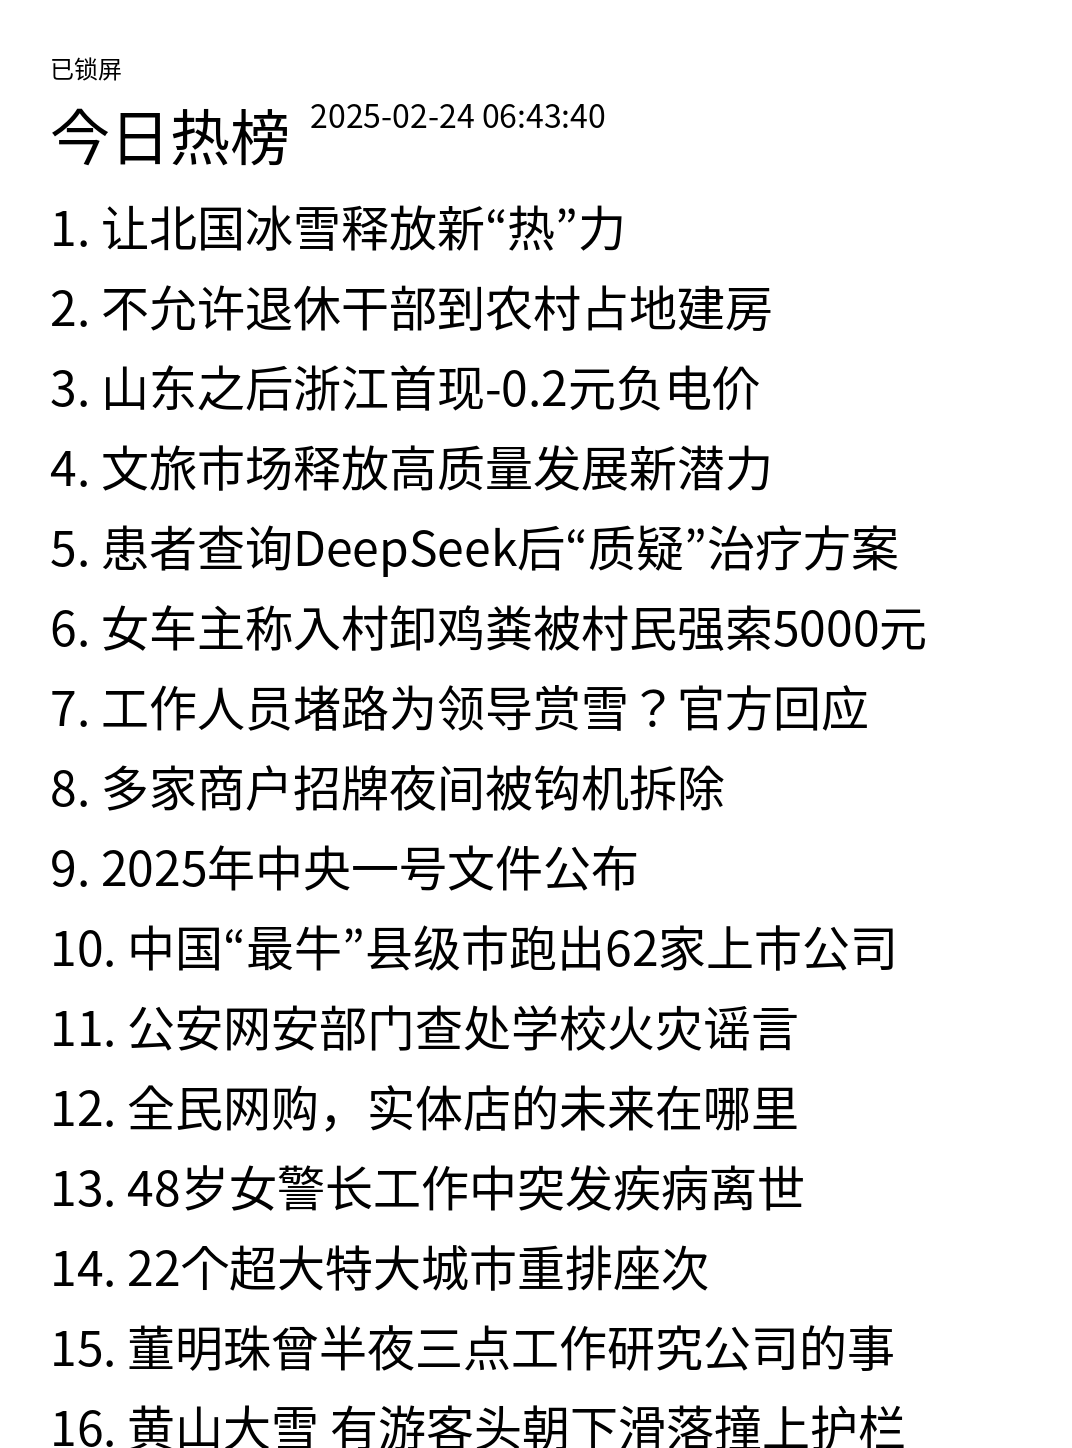 已锁屏
今日热榜 2025-02-24 06:43:40
1. 让北国冰雪释放新“热”力
2. 不允许退休干部到农村占地建房
3. 山东之后浙江首现-0.2元负电价
4. 文旅市场释放高质量发展新潜力
5. 患者查询DeepSeek后“质疑”治疗方案
6. 女车主称入村卸鸡粪被村民强索5000元
7. 工作人员堵路为领导赏雪？官方回应
8. 多家商户招牌夜间被钩机拆除
9. 2025年中央一号文件公布
10. 中国“最牛”县级市跑出62家上市公司
11. 公安网安部门查处学校火灾谣言
12. 全民网购，实体店的未来在哪里
13. 48岁女警长工作中突发疾病离世
14. 22个超大特大城市重排座次
15. 董明珠曾半夜三点工作研究公司的事
16. 黄山大雪 有游客头朝下滑落撞上护栏